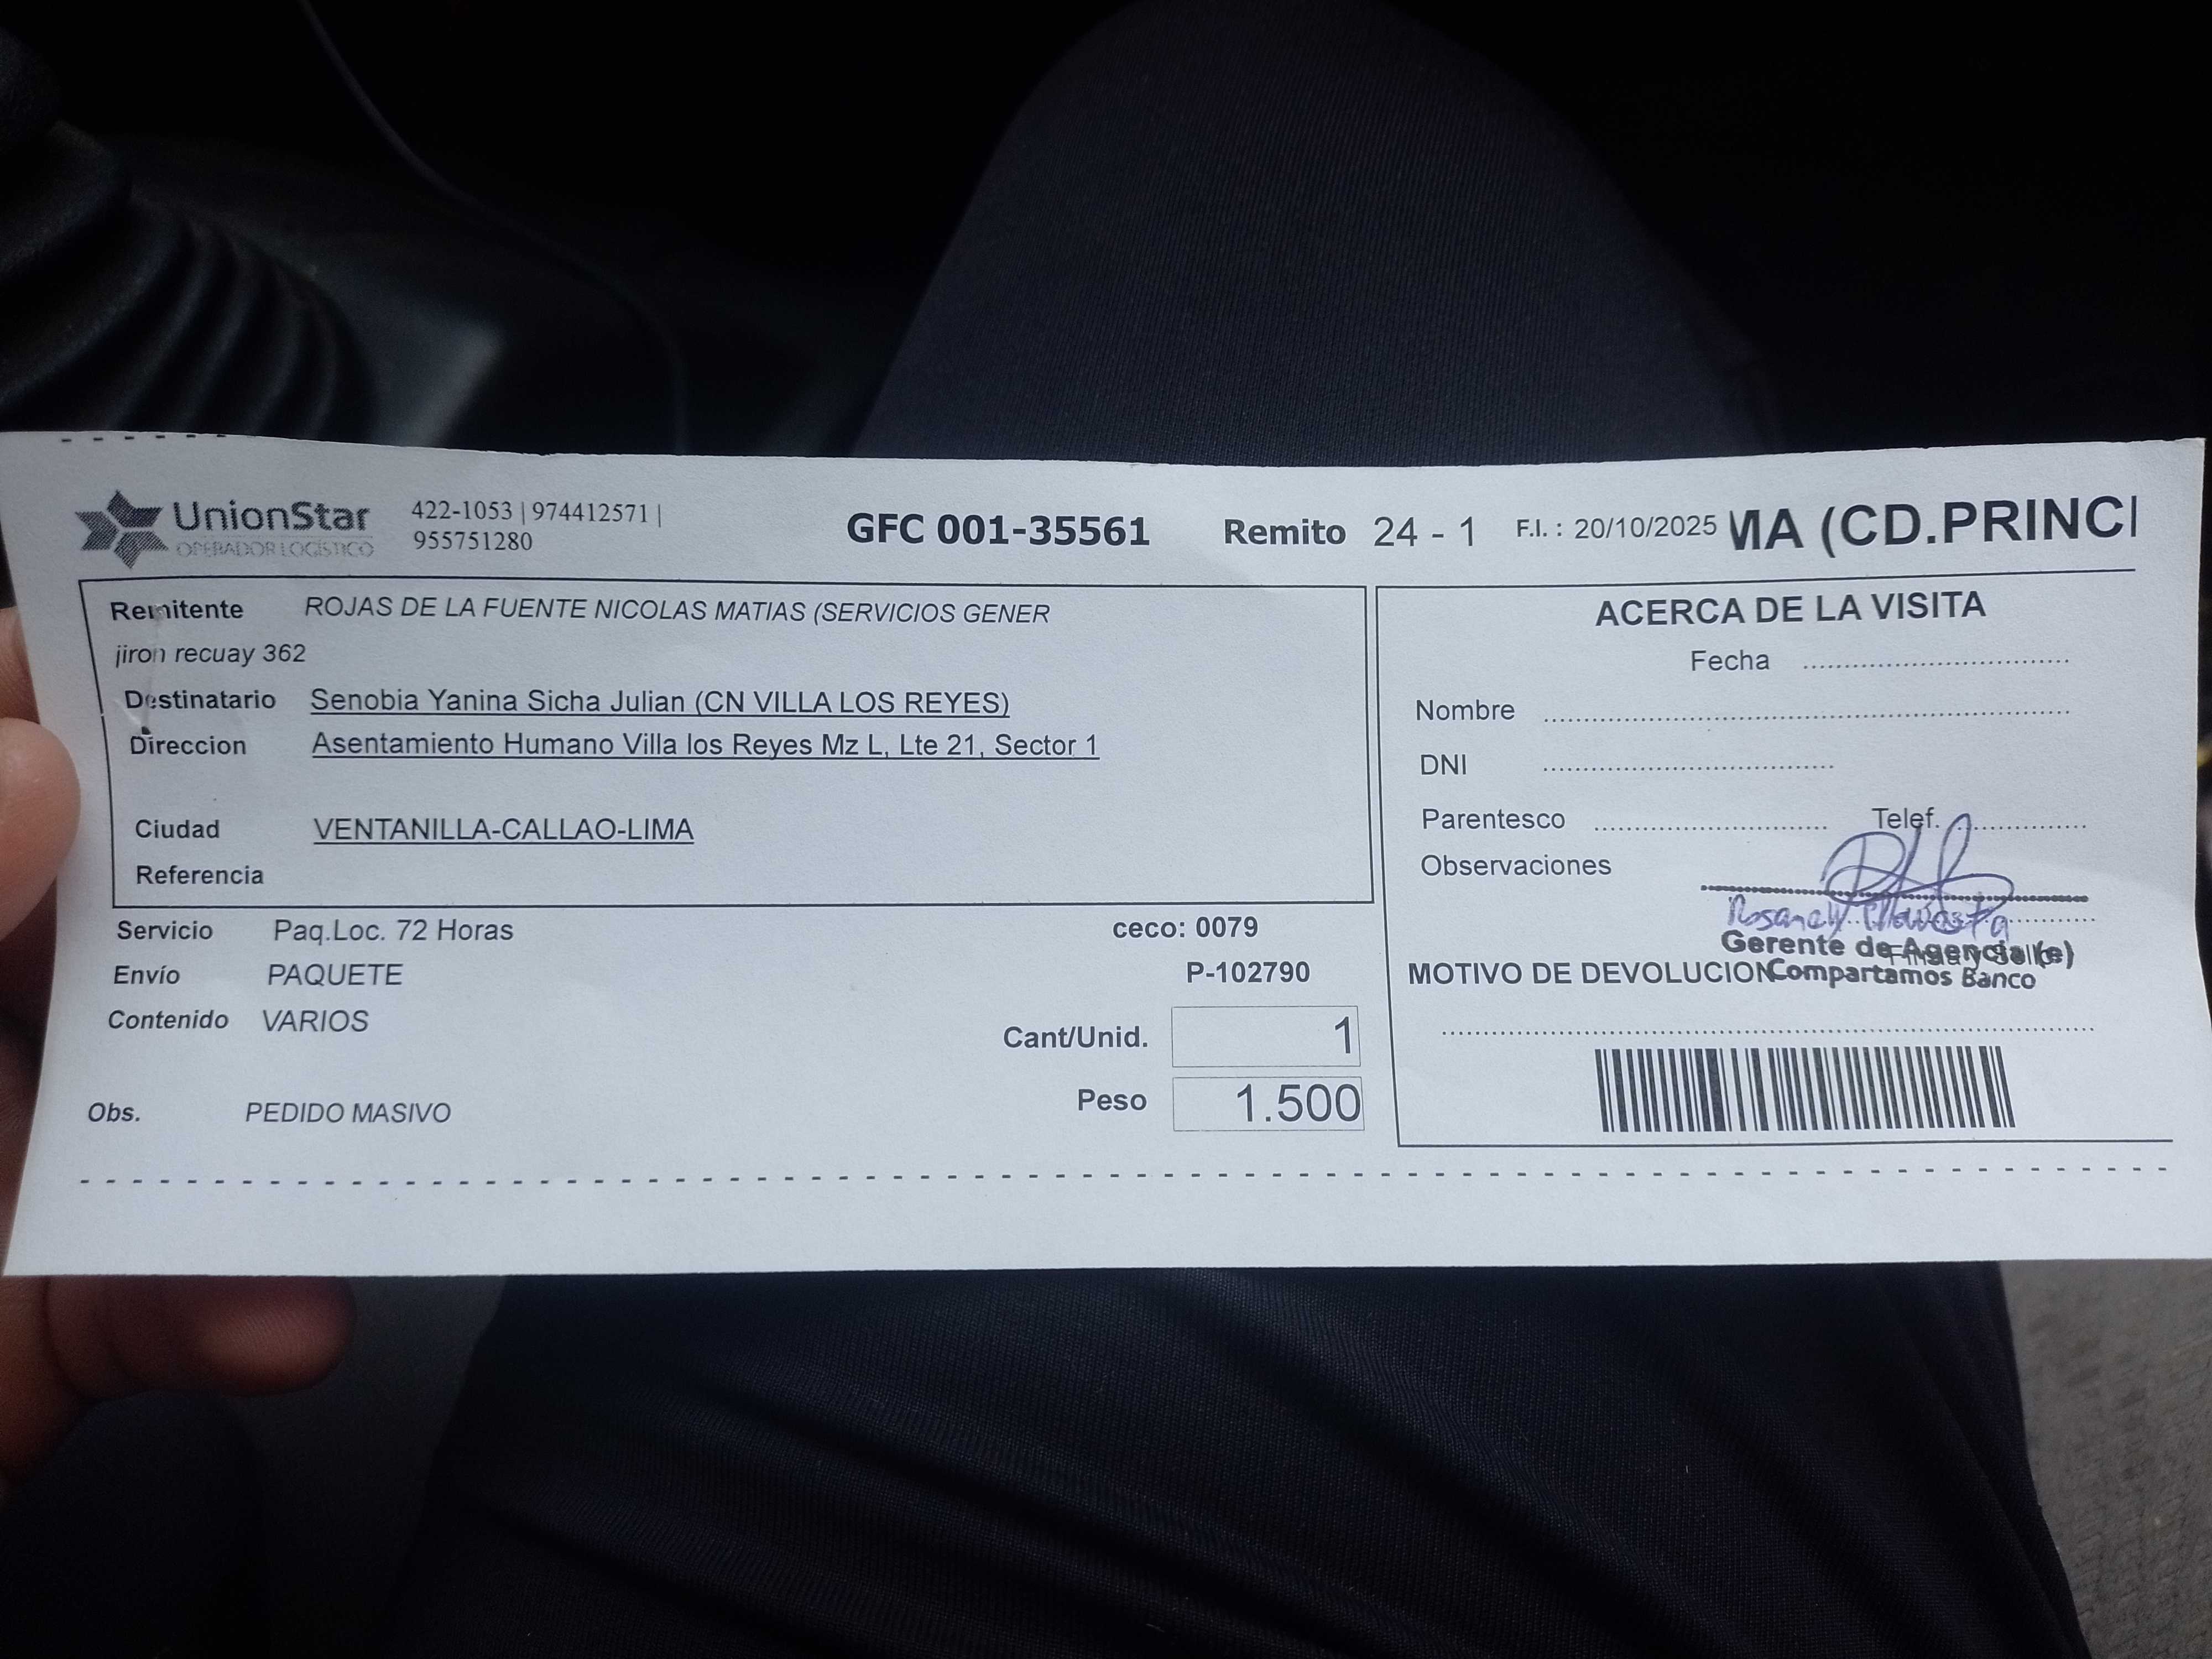 UnionStar
OPERADOR LOGÍSTICO
422-1053 | 974412571 |
955751280
GFC 001-35561
Remito 24 - 1
F.I. : 20/10/2025
MA (CD.PRINCI
Remitente ROJAS DE LA FUENTE NICOLAS MATIAS (SERVICIOS GENER
jiron recuay 362
Destinatario Senobia Yanina Sicha Julian (CN VILLA LOS REYES)
Direccion Asentamiento Humano Villa los Reyes Mz L, Lte 21, Sector 1
Ciudad VENTANILLA-CALLAO-LIMA
Referencia
Servicio Paq.Loc. 72 Horas
ceco: 0079
Envío PAQUETE
P-102790
Contenido VARIOS
Cant/Unid. 1
Peso 1.500
Obs. PEDIDO MASIVO
ACERCA DE LA VISITA
Fecha
Nombre
DNI
Parentesco Telef.
Observaciones
Gerente de Agencia (e)
MOTIVO DE DEVOLUCION Compartamos Banco